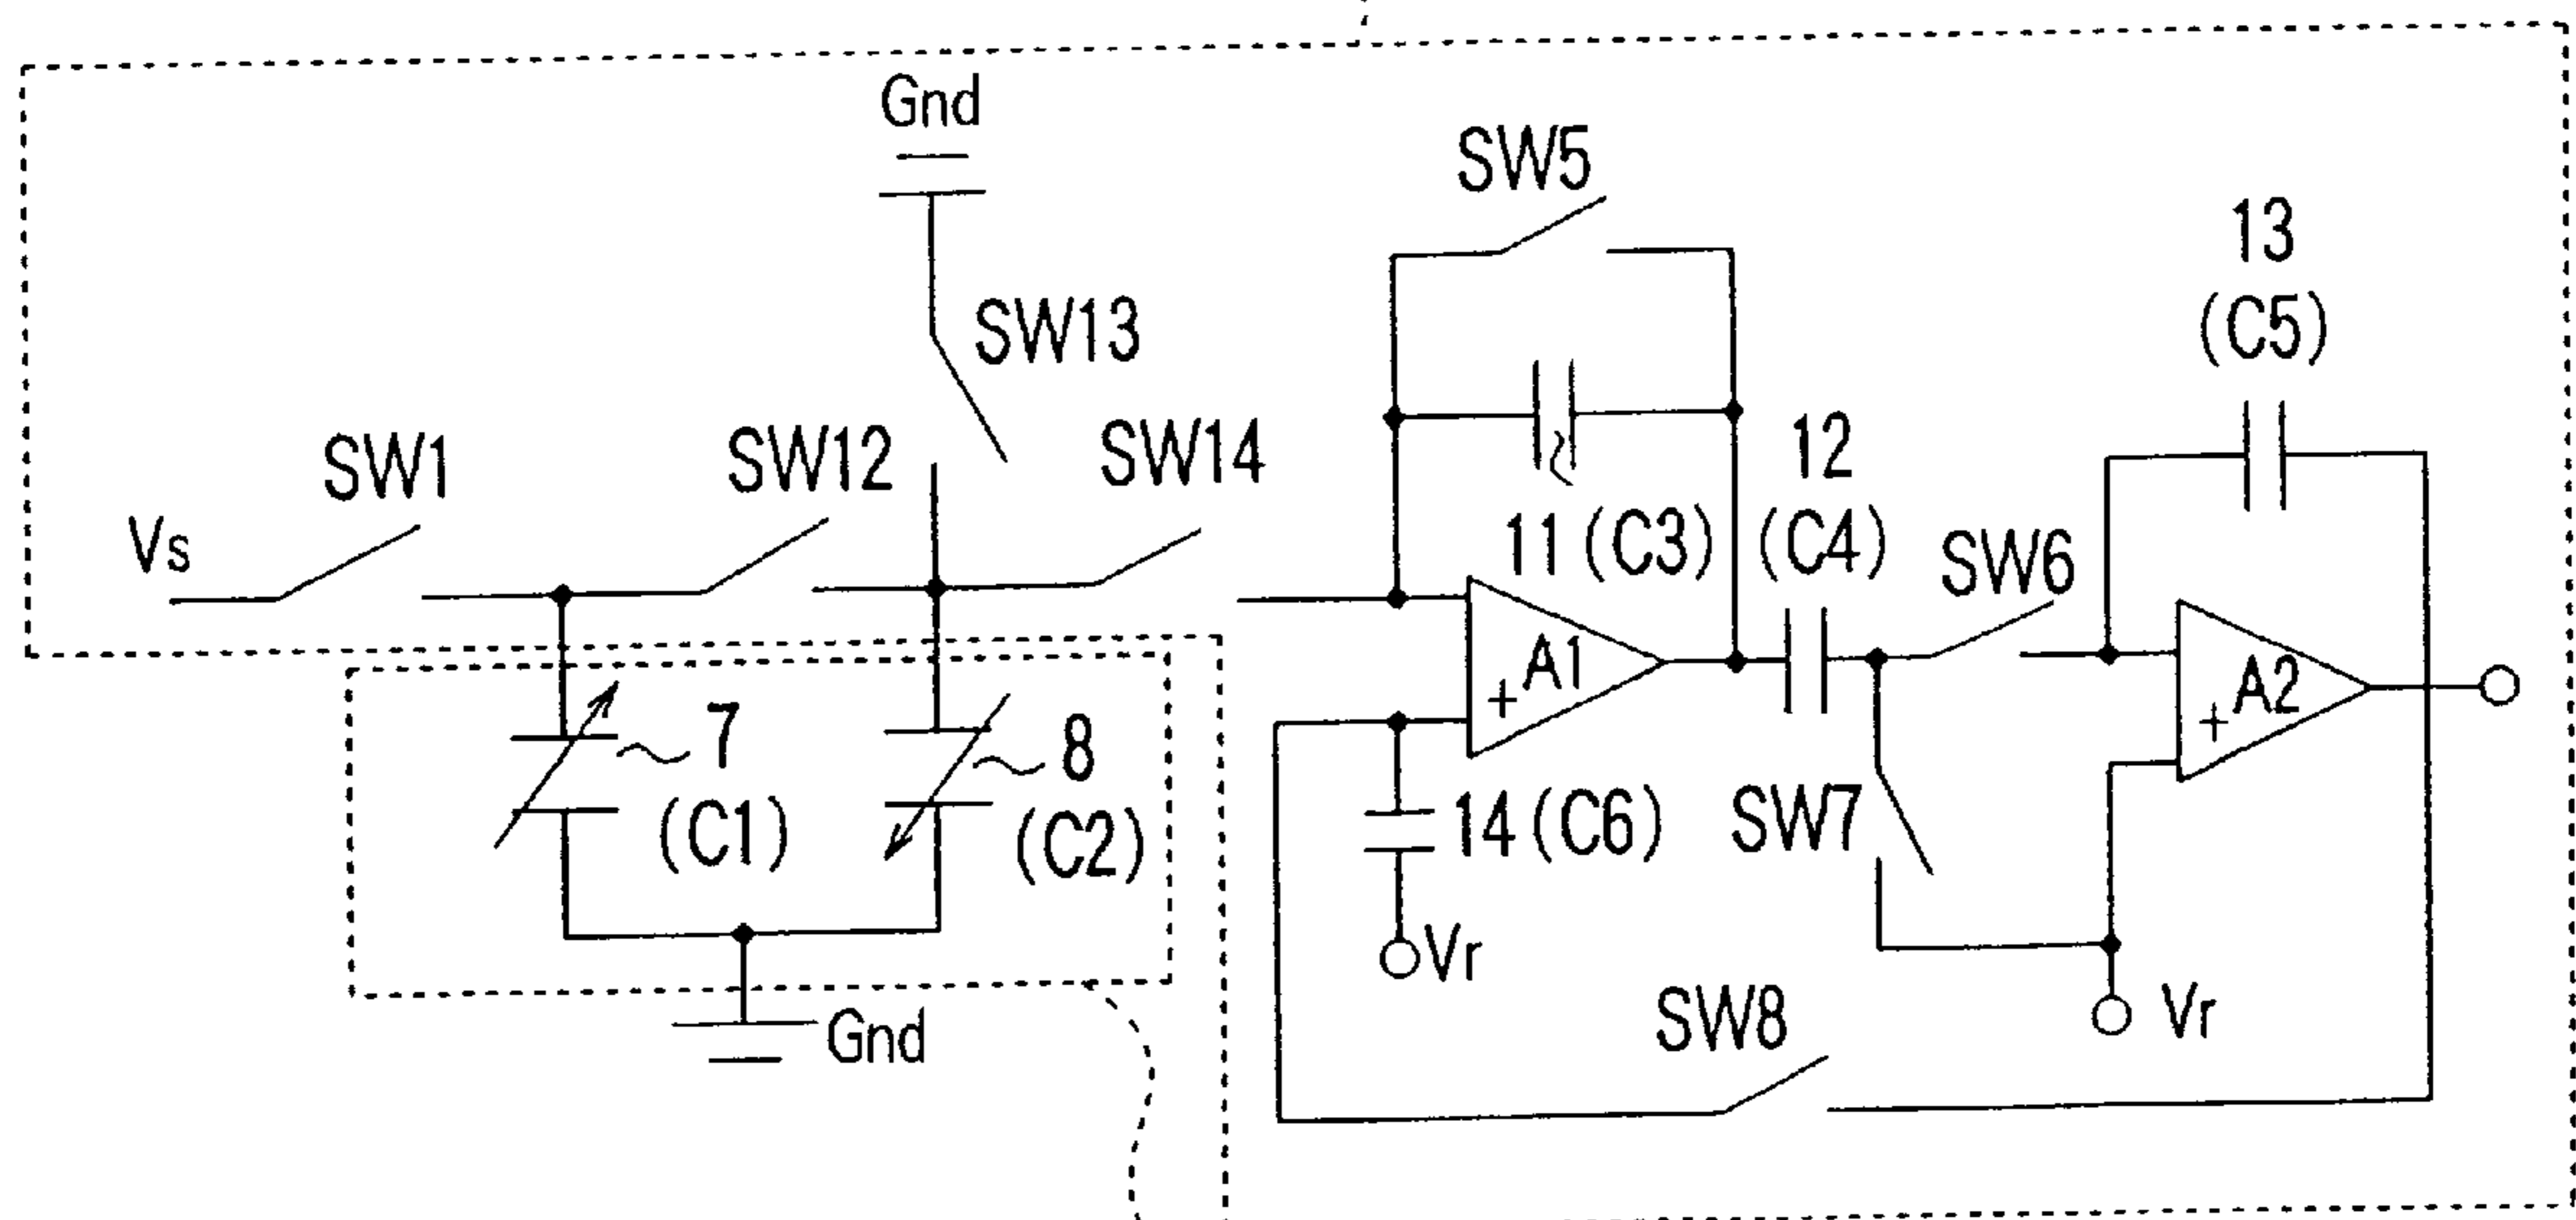 Gnd
SW5
13
(C5)
SW13
SW1
SW12
SW14
12
(C4)
Vs
11 (C3)
SW6
A1
+
A2
+
7
(C1)
8
(C2)
14 (C6)
SW7
Vr
Vr
SW8
Gnd